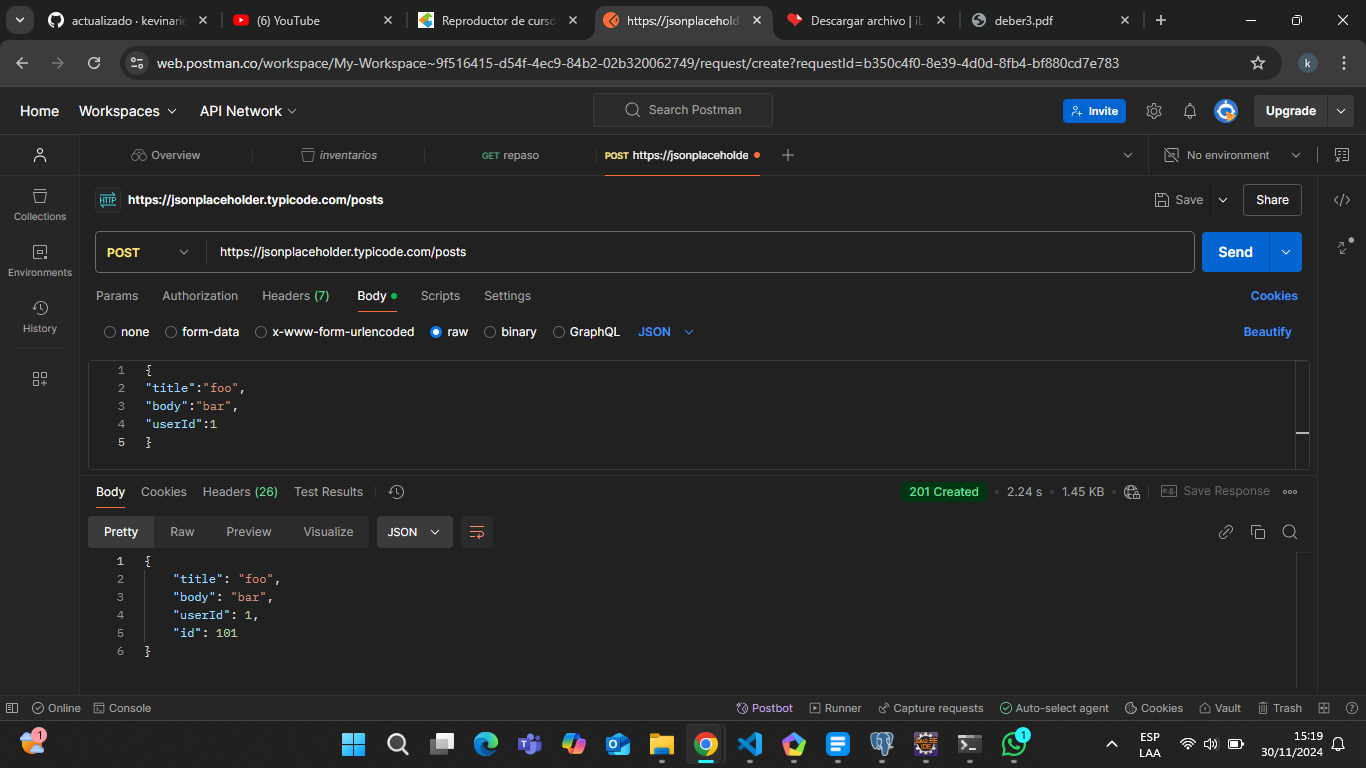 actualizado · kevinarie
(6) YouTube
Reproductor de curso
https://jsonplacehold
Descargar archivo | iL
deber3.pdf
web.postman.co/workspace/My-Workspace~9f516415-d54f-4ec9-84b2-02b320062749/request/create?requestId=b350c4f0-8e39-4d0d-8fb4-bf880cd7e783
k
Home Workspaces API Network Search Postman Invite Upgrade
Overview inventarios GET repaso POST https://jsonplaceholde No environment
Collections
Environments
History
HTTP https://jsonplaceholder.typicode.com/posts Save Share
POST https://jsonplaceholder.typicode.com/posts Send
Params Authorization Headers (7) Body Scripts Settings Cookies
none form-data x-www-form-urlencoded raw binary GraphQL JSON Beautify
1 {
2 "title":"foo",
3 "body":"bar",
4 "userId":1
5 }
Body Cookies Headers (26) Test Results 201 Created • 2.24 s • 1.45 KB • e.g. Save Response
Pretty Raw Preview Visualize JSON
1 {
2 "title": "foo",
3 "body": "bar",
4 "userId": 1,
5 "id": 101
6 }
Online Console Postbot Runner Capture requests Auto-select agent Cookies Vault Trash
1
1
ESP
LAA
15:19
30/11/2024